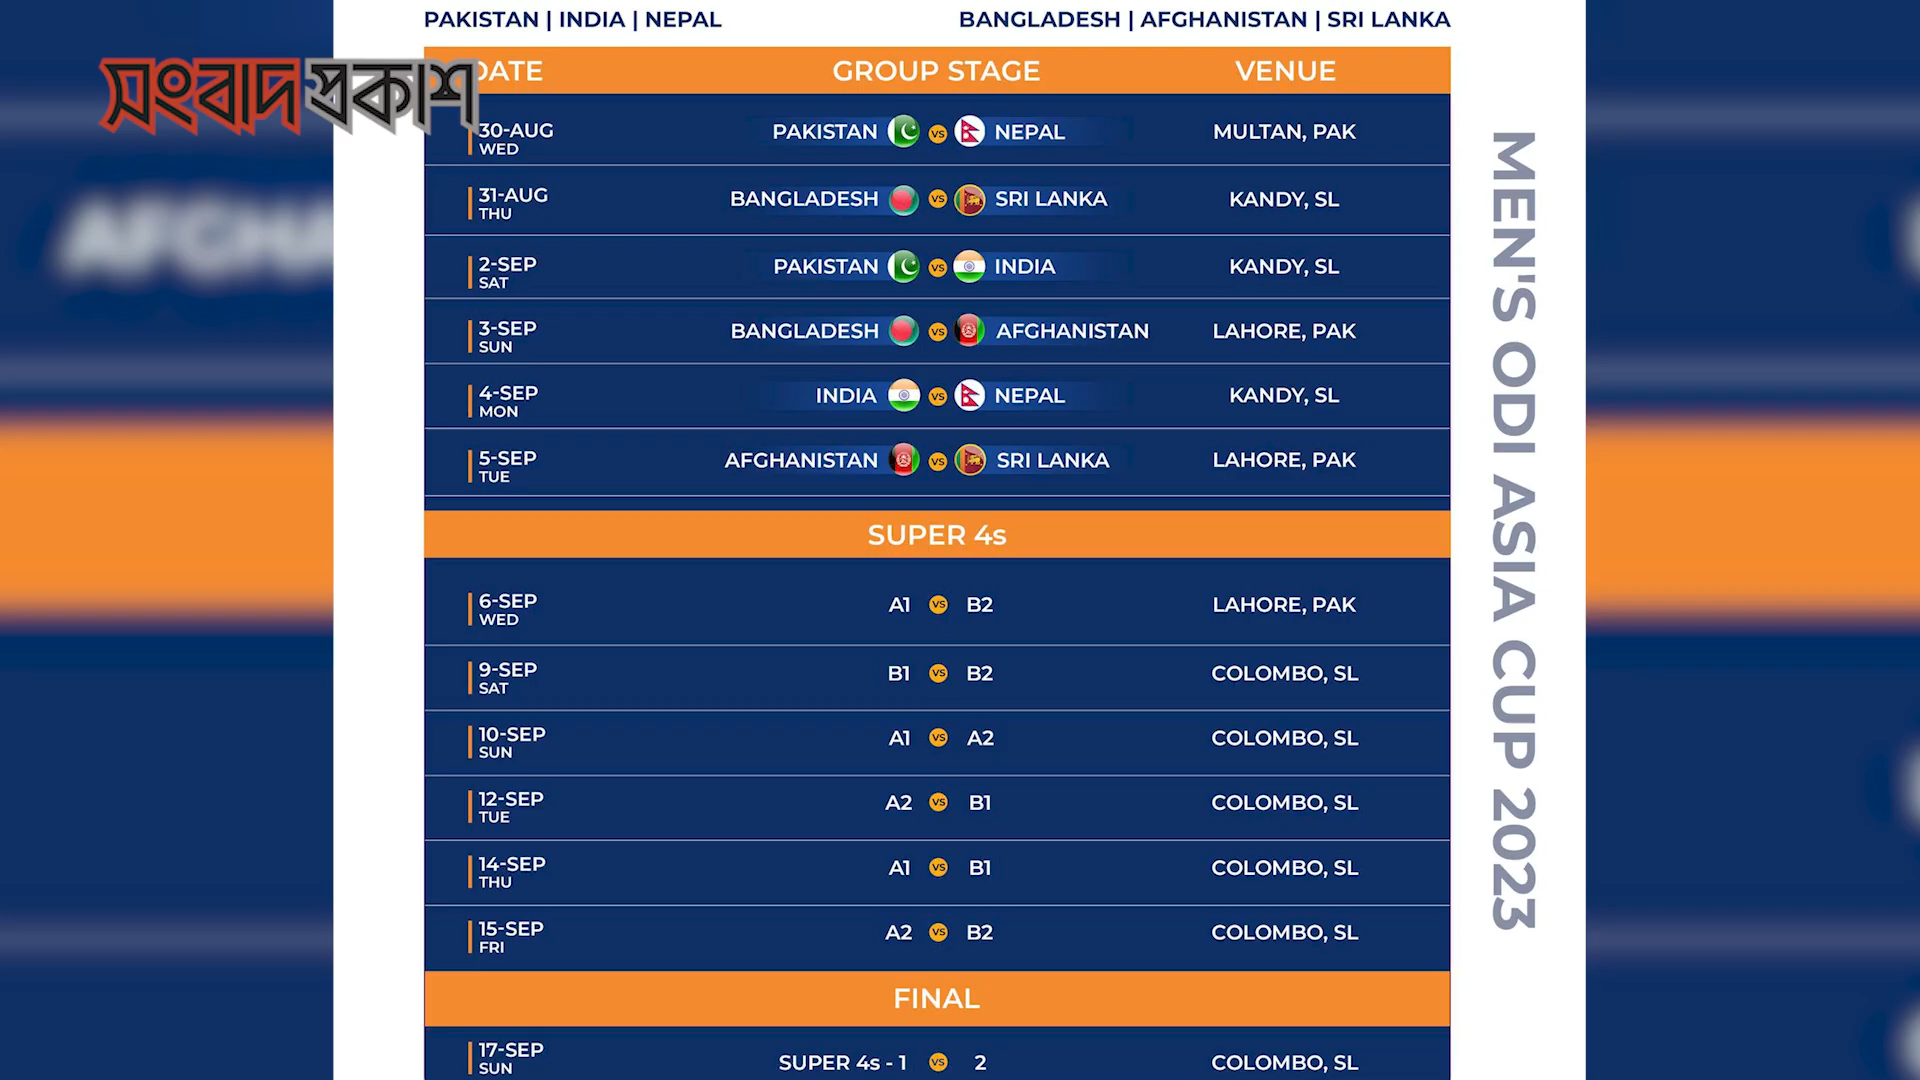 PAKISTAN | INDIA | NEPAL BANGLADESH | AFGHANISTAN | SRI LANKA
সংবাদ প্রকাশ
DATE GROUP STAGE VENUE
30-AUG WED PAKISTAN VS NEPAL MULTAN, PAK
31-AUG THU BANGLADESH VS SRI LANKA KANDY, SL
2-SEP SAT PAKISTAN VS INDIA KANDY, SL
3-SEP SUN BANGLADESH VS AFGHANISTAN LAHORE, PAK
4-SEP MON INDIA VS NEPAL KANDY, SL
5-SEP TUE AFGHANISTAN VS SRI LANKA LAHORE, PAK
SUPER 4s
6-SEP WED A1 VS B2 LAHORE, PAK
9-SEP SAT B1 VS B2 COLOMBO, SL
10-SEP SUN A1 VS A2 COLOMBO, SL
12-SEP TUE A2 VS B1 COLOMBO, SL
14-SEP THU A1 VS B1 COLOMBO, SL
15-SEP FRI A2 VS B2 COLOMBO, SL
FINAL
17-SEP SUN SUPER 4s - 1 VS 2 COLOMBO, SL
MEN'S ODI ASIA CUP 2023
AFGHA